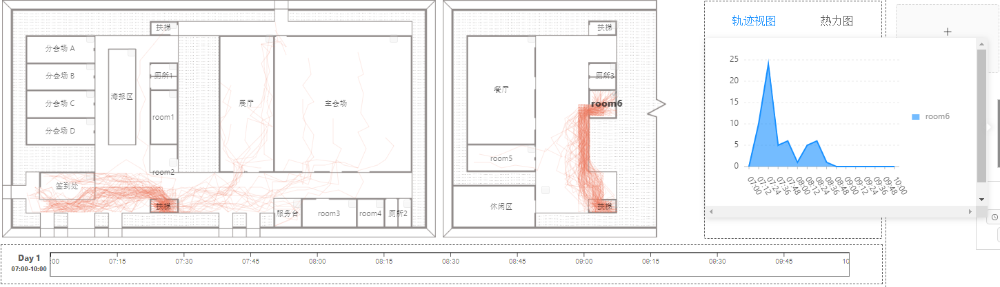 扶梯
分会场 A
分会场 B
分会场 C
分会场 D
海报区
厕所1
room1
room2
展厅
主会场
签到处
扶梯
服务台
room3
room4
厕所2
扶梯
餐厅
厕所3
room6
room5
休闲区
扶梯
轨迹视图
热力图
+
25
20
15
10
5
0
room6
07:00
07:12
07:24
07:36
07:48
08:00
08:12
08:24
08:36
08:48
09:00
09:12
09:24
09:36
09:48
10:00
Day 1
07:00-10:00
:00
07:15
07:30
07:45
08:00
08:15
08:30
08:45
09:00
09:15
09:30
09:45
10